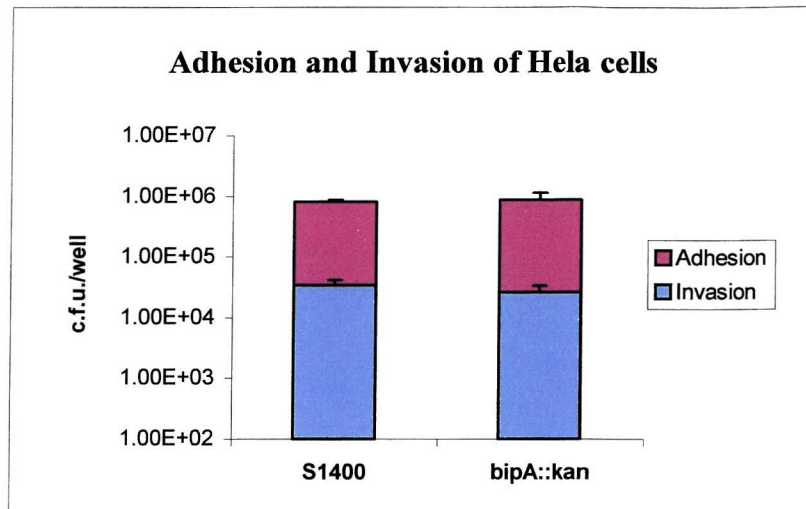 Adhesion and Invasion of Hela cells
1.00E+07
1.00E+06
1.00E+05
1.00E+04
1.00E+03
1.00E+02
c.f.u./well
S1400
bipA::kan
Adhesion
Invasion